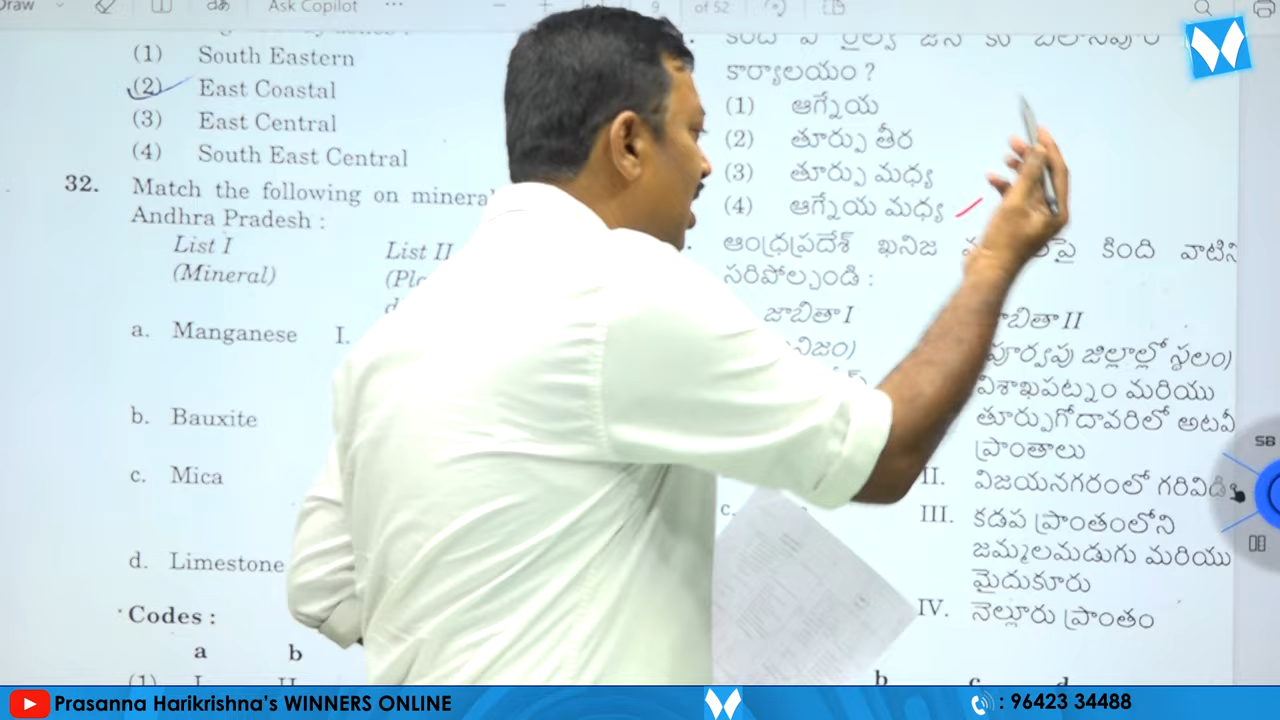 Draw
Ask Copilot
9 of 52
(1) South Eastern
(2) East Coastal
(3) East Central
(4) South East Central
32. Match the following on
Andhra Pradesh :
List I List II
(Mineral)
a. Manganese I.
b. Bauxite
c. Mica
d. Limestone
Codes :
a b
కార్యాలయం ?
(1) ఆగ్నేయ
(2) తూర్పు తీర
(3) తూర్పు మధ్య
(4) ఆగ్నేయ మధ్య
ఆంధ్రప్రదేశ్ ఖనిజ కింది
సరిపోల్చండి :
జాబితా I
పూర్వపు జిల్లాల్లో స్థలం)
విశాఖపట్నం మరియు
తూర్పుగోదావరిలో అటవీ
ప్రాంతాలు
II. విజయనగరంలో
III. కడప ప్రాంతంలోని
జమ్మలమడుగు మరియు
మైదుకూరు
IV. నెల్లూరు ప్రాంతం
b c d
58
Prasanna Harikrishna's WINNERS ONLINE
: 96423 34488